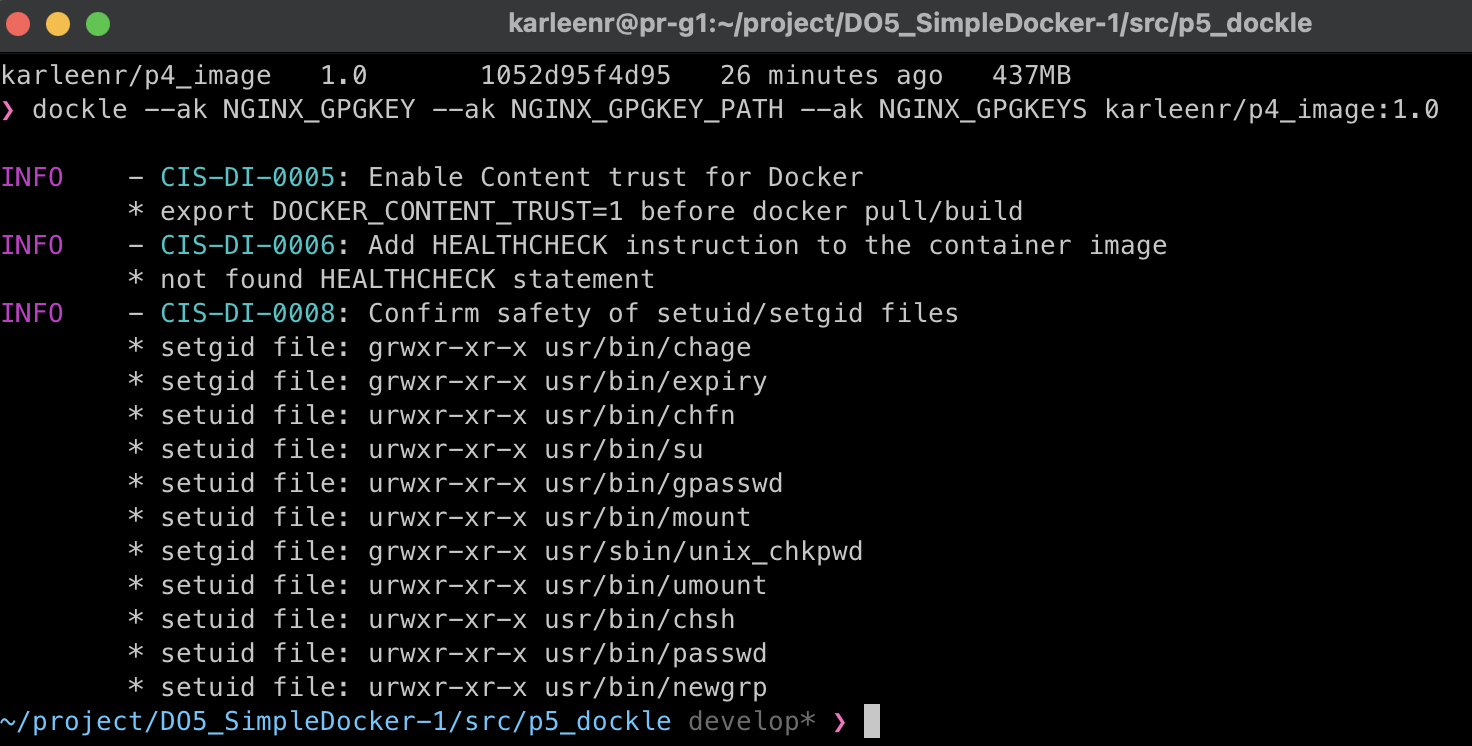 karleenr@pr-g1:~/project/DO5_SimpleDocker-1/src/p5_dockle
karleenr/p4_image   1.0       1052d95f4d95   26 minutes ago   437MB
❯ dockle --ak NGINX_GPGKEY --ak NGINX_GPGKEY_PATH --ak NGINX_GPGKEYS karleenr/p4_image:1.0
INFO    - CIS-DI-0005: Enable Content trust for Docker
        * export DOCKER_CONTENT_TRUST=1 before docker pull/build
INFO    - CIS-DI-0006: Add HEALTHCHECK instruction to the container image
        * not found HEALTHCHECK statement
INFO    - CIS-DI-0008: Confirm safety of setuid/setgid files
        * setgid file: grwxr-xr-x usr/bin/chage
        * setgid file: grwxr-xr-x usr/bin/expiry
        * setuid file: urwxr-xr-x usr/bin/chfn
        * setuid file: urwxr-xr-x usr/bin/su
        * setuid file: urwxr-xr-x usr/bin/gpasswd
        * setuid file: urwxr-xr-x usr/bin/mount
        * setgid file: grwxr-xr-x usr/sbin/unix_chkpwd
        * setuid file: urwxr-xr-x usr/bin/umount
        * setuid file: urwxr-xr-x usr/bin/chsh
        * setuid file: urwxr-xr-x usr/bin/passwd
        * setuid file: urwxr-xr-x usr/bin/newgrp
~/project/DO5_SimpleDocker-1/src/p5_dockle develop* ❯